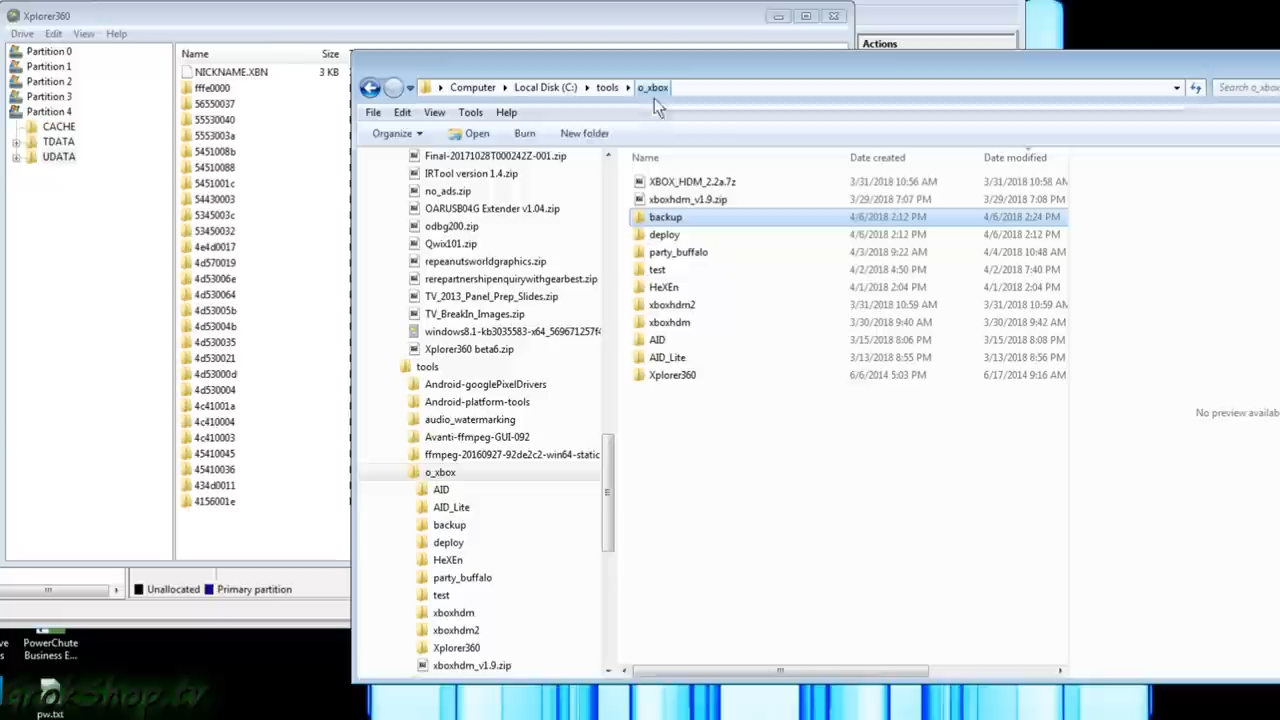 Xplorer360
Drive Edit View Help
Partition 0
Partition 1
Partition 2
Partition 3
Partition 4
CACHE
TDATA
UDATA
Name Size
NICKNAME.XBN 3 KB
fffe0000
56550037
55530040
5553003a
5451008b
54510088
5451001c
54430003
5345003c
53450032
4e4d0017
4d570019
4d53006e
4d530064
4d53005b
4d53004b
4d530035
4d530021
4d53000d
4d530004
4c41001a
4c410004
4c410003
45410045
45410036
434d0011
4156001e
Unallocated Primary partition
Actions
Computer Local Disk (C:) tools o_xbox
Search o_xbox
File Edit View Tools Help
Organize Open Burn New folder
Final-20171028T000242Z-001.zip
IRTool version 1.4.zip
no_ads.zip
OARUSB04G Extender v1.04.zip
odbg200.zip
Qwix101.zip
repeanutsworldgraphics.zip
rerepartnershipenquirywithgearbest.zip
TV_2013_Panel_Prep_Slides.zip
TV_BreakIn_Images.zip
windows8.1-kb3035583-x64_569671257f
Xplorer360 beta6.zip
tools
Android-googlePixelDrivers
Android-platform-tools
audio_watermarking
Avanti-ffmpeg-GUI-092
ffmpeg-20160927-92de2c2-win64-static
o_xbox
AID
AID_Lite
backup
deploy
HeXEn
party_buffalo
test
xboxhdm
xboxhdm2
Xplorer360
xboxhdm_v1.9.zip
Name Date created Date modified
XBOX_HDM_2.2a.7z 3/31/2018 10:56 AM 3/31/2018 10:58 AM
xboxhdm_v1.9.zip 3/29/2018 7:07 PM 3/29/2018 7:08 PM
backup 4/6/2018 2:12 PM 4/6/2018 2:24 PM
deploy 4/6/2018 2:12 PM 4/6/2018 2:12 PM
party_buffalo 4/3/2018 9:22 AM 4/4/2018 10:48 AM
test 4/2/2018 4:50 PM 4/2/2018 7:40 PM
HeXEn 4/1/2018 2:04 PM 4/1/2018 2:04 PM
xboxhdm2 3/31/2018 10:59 AM 3/31/2018 10:59 AM
xboxhdm 3/30/2018 9:40 AM 3/30/2018 9:42 AM
AID 3/15/2018 8:06 PM 3/15/2018 8:08 PM
AID_Lite 3/13/2018 8:55 PM 3/13/2018 8:56 PM
Xplorer360 6/6/2014 5:03 PM 6/17/2014 9:16 AM
No preview availab
PowerChute
Business E...
grokShop.tv
pw.txt